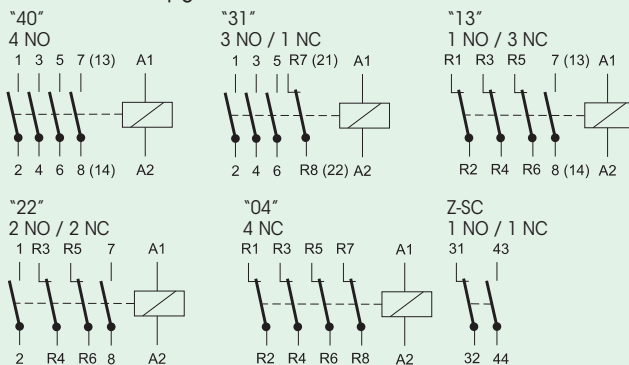 "40"
4 NO
1 3 5 7 (13) A1
2 4 6 8 (14) A2
"31"
3 NO / 1 NC
1 3 5 R7 (21) A1
2 4 6 R8 (22) A2
"13"
1 NO / 3 NC
R1 R3 R5 7 (13) A1
R2 R4 R6 8 (14) A2
"22"
2 NO / 2 NC
1 R3 R5 7 A1
2 R4 R6 8 A2
"04"
4 NC
R1 R3 R5 R7 A1
R2 R4 R6 R8 A2
Z-SC
1 NO / 1 NC
31 43
32 44